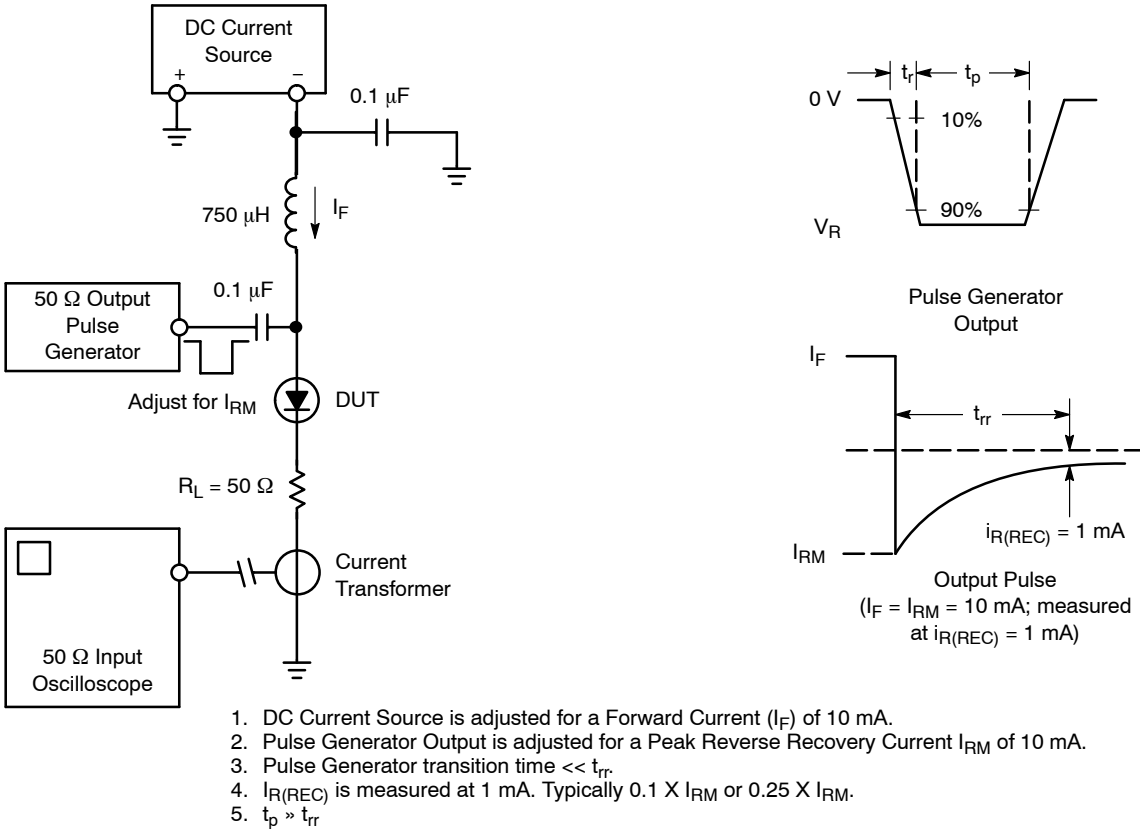 DC Current
Source
+ −
0.1 μF
750 μH
I_F
50 Ω Output
Pulse
Generator
0.1 μF
Adjust for I_RM
DUT
R_L = 50 Ω
Current
Transformer
50 Ω Input
Oscilloscope
t_r t_p
0 V
10%
90%
V_R
Pulse Generator
Output
I_F
t_rr
i_R(REC) = 1 mA
I_RM
Output Pulse
(I_F = I_RM = 10 mA; measured
at i_R(REC) = 1 mA)
1. DC Current Source is adjusted for a Forward Current (I_F) of 10 mA.
2. Pulse Generator Output is adjusted for a Peak Reverse Recovery Current I_RM of 10 mA.
3. Pulse Generator transition time << t_rr.
4. I_R(REC) is measured at 1 mA. Typically 0.1 X I_RM or 0.25 X I_RM.
5. t_p » t_rr